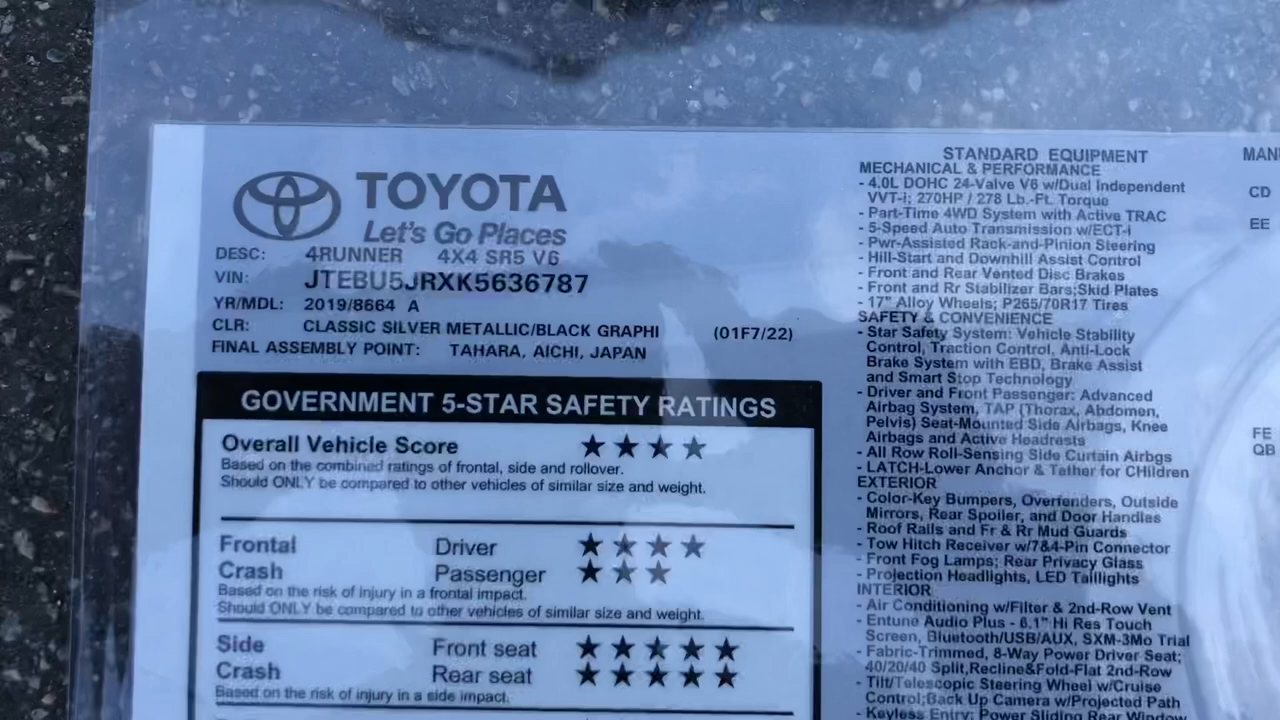 TOYOTA
Let's Go Places
DESC: 4RUNNER 4X4 SR5 V6
VIN: JTEBU5JRXK5636787
YR/MDL: 2019/8664 A
CLR: CLASSIC SILVER METALLIC/BLACK GRAPHI (01F7/22)
FINAL ASSEMBLY POINT: TAHARA, AICHI, JAPAN
GOVERNMENT 5-STAR SAFETY RATINGS
Overall Vehicle Score ★ ★ ★ ★
Based on the combined ratings of frontal, side and rollover.
Should ONLY be compared to other vehicles of similar size and weight.
Frontal Driver ★ ★ ★ ★
Crash Passenger ★ ★ ★
Based on the risk of injury in a frontal impact.
Should ONLY be compared to other vehicles of similar size and weight.
Side Front seat ★ ★ ★ ★ ★
Crash Rear seat ★ ★ ★ ★ ★
Based on the risk of injury in a side impact.
STANDARD EQUIPMENT
MECHANICAL & PERFORMANCE
- 4.0L DOHC 24-Valve V6 w/Dual Independent
VVT-i; 270HP / 278 Lb.-Ft. Torque
- Part-Time 4WD System with Active TRAC
- 5-Speed Auto Transmission w/ECT-i
- Pwr-Assisted Rack-and-Pinion Steering
- Hill-Start and Downhill Assist Control
- Front and Rear Vented Disc Brakes
- Front and Rr Stabilizer Bars;Skid Plates
- 17" Alloy Wheels; P265/70R17 Tires
SAFETY & CONVENIENCE
- Star Safety System: Vehicle Stability
Control, Traction Control, Anti-Lock
Brake System with EBD, Brake Assist
and Smart Stop Technology
- Driver and Front Passenger: Advanced
Airbag System, TAP (Thorax, Abdomen,
Pelvis) Seat-Mounted Side Airbags, Knee
Airbags and Active Headrests
- All Row Roll-Sensing Side Curtain Airbgs
- LATCH-Lower Anchor & Tether for CHildren
EXTERIOR
- Color-Key Bumpers, Overfenders, Outside
Mirrors, Rear Spoiler, and Door Handles
- Roof Rails and Fr & Rr Mud Guards
- Tow Hitch Receiver w/7&4-Pin Connector
- Front Fog Lamps; Rear Privacy Glass
- Projection Headlights, LED Taillights
INTERIOR
- Air Conditioning w/Filter & 2nd-Row Vent
- Entune Audio Plus - 6.1" Hi Res Touch
Screen, Bluetooth/USB/AUX, SXM-3Mo Trial
- Fabric-Trimmed, 8-Way Power Driver Seat;
40/20/40 Split,Recline&Fold-Flat 2nd-Row
- Tilt/Telescopic Steering Wheel w/Cruise
Control;Back Up Camera w/Projected Path
- Keyless Entry; Power Sliding Rear Window
CD
EE
FE
QB